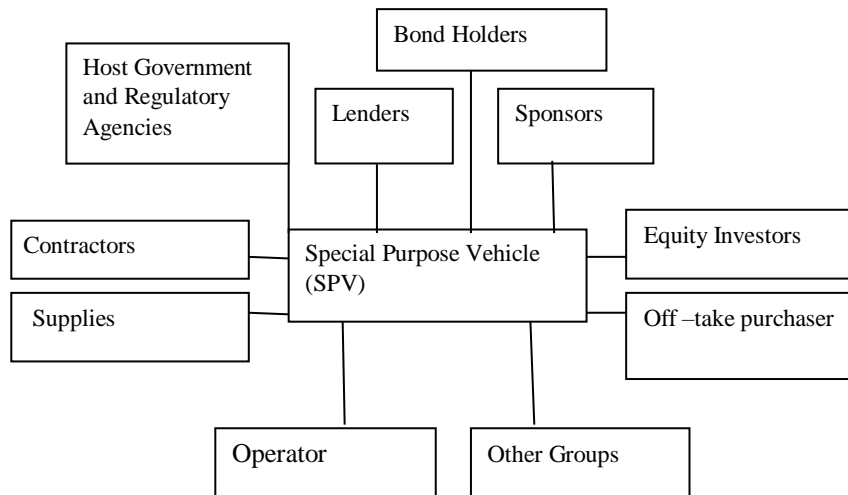 Bond Holders
Host Government
and Regulatory
Agencies
Lenders
Sponsors
Contractors
Special Purpose Vehicle
(SPV)
Equity Investors
Supplies
Off –take purchaser
Operator
Other Groups